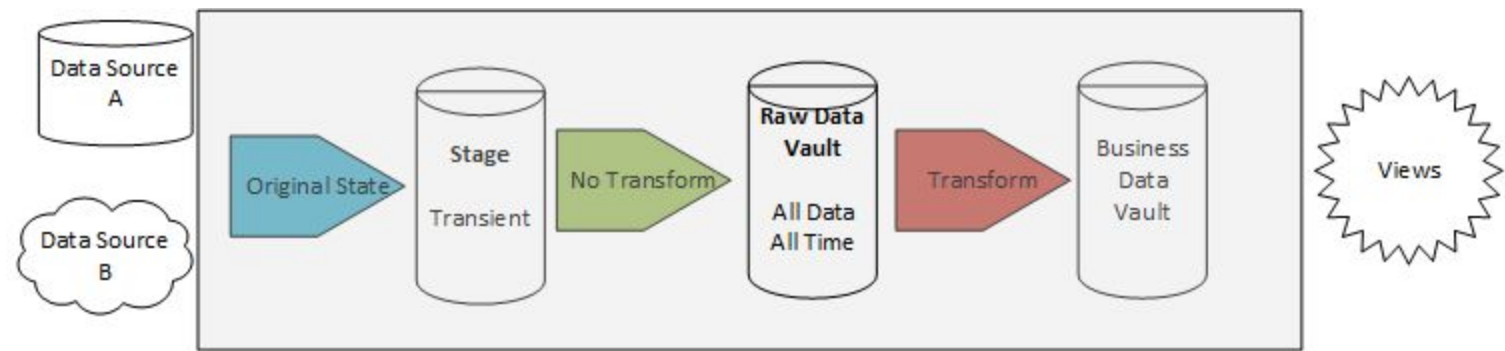 Data Source
A
Data Source
B
Original State
Stage
Transient
No Transform
Raw Data
Vault
All Data
All Time
Transform
Business
Data
Vault
Views